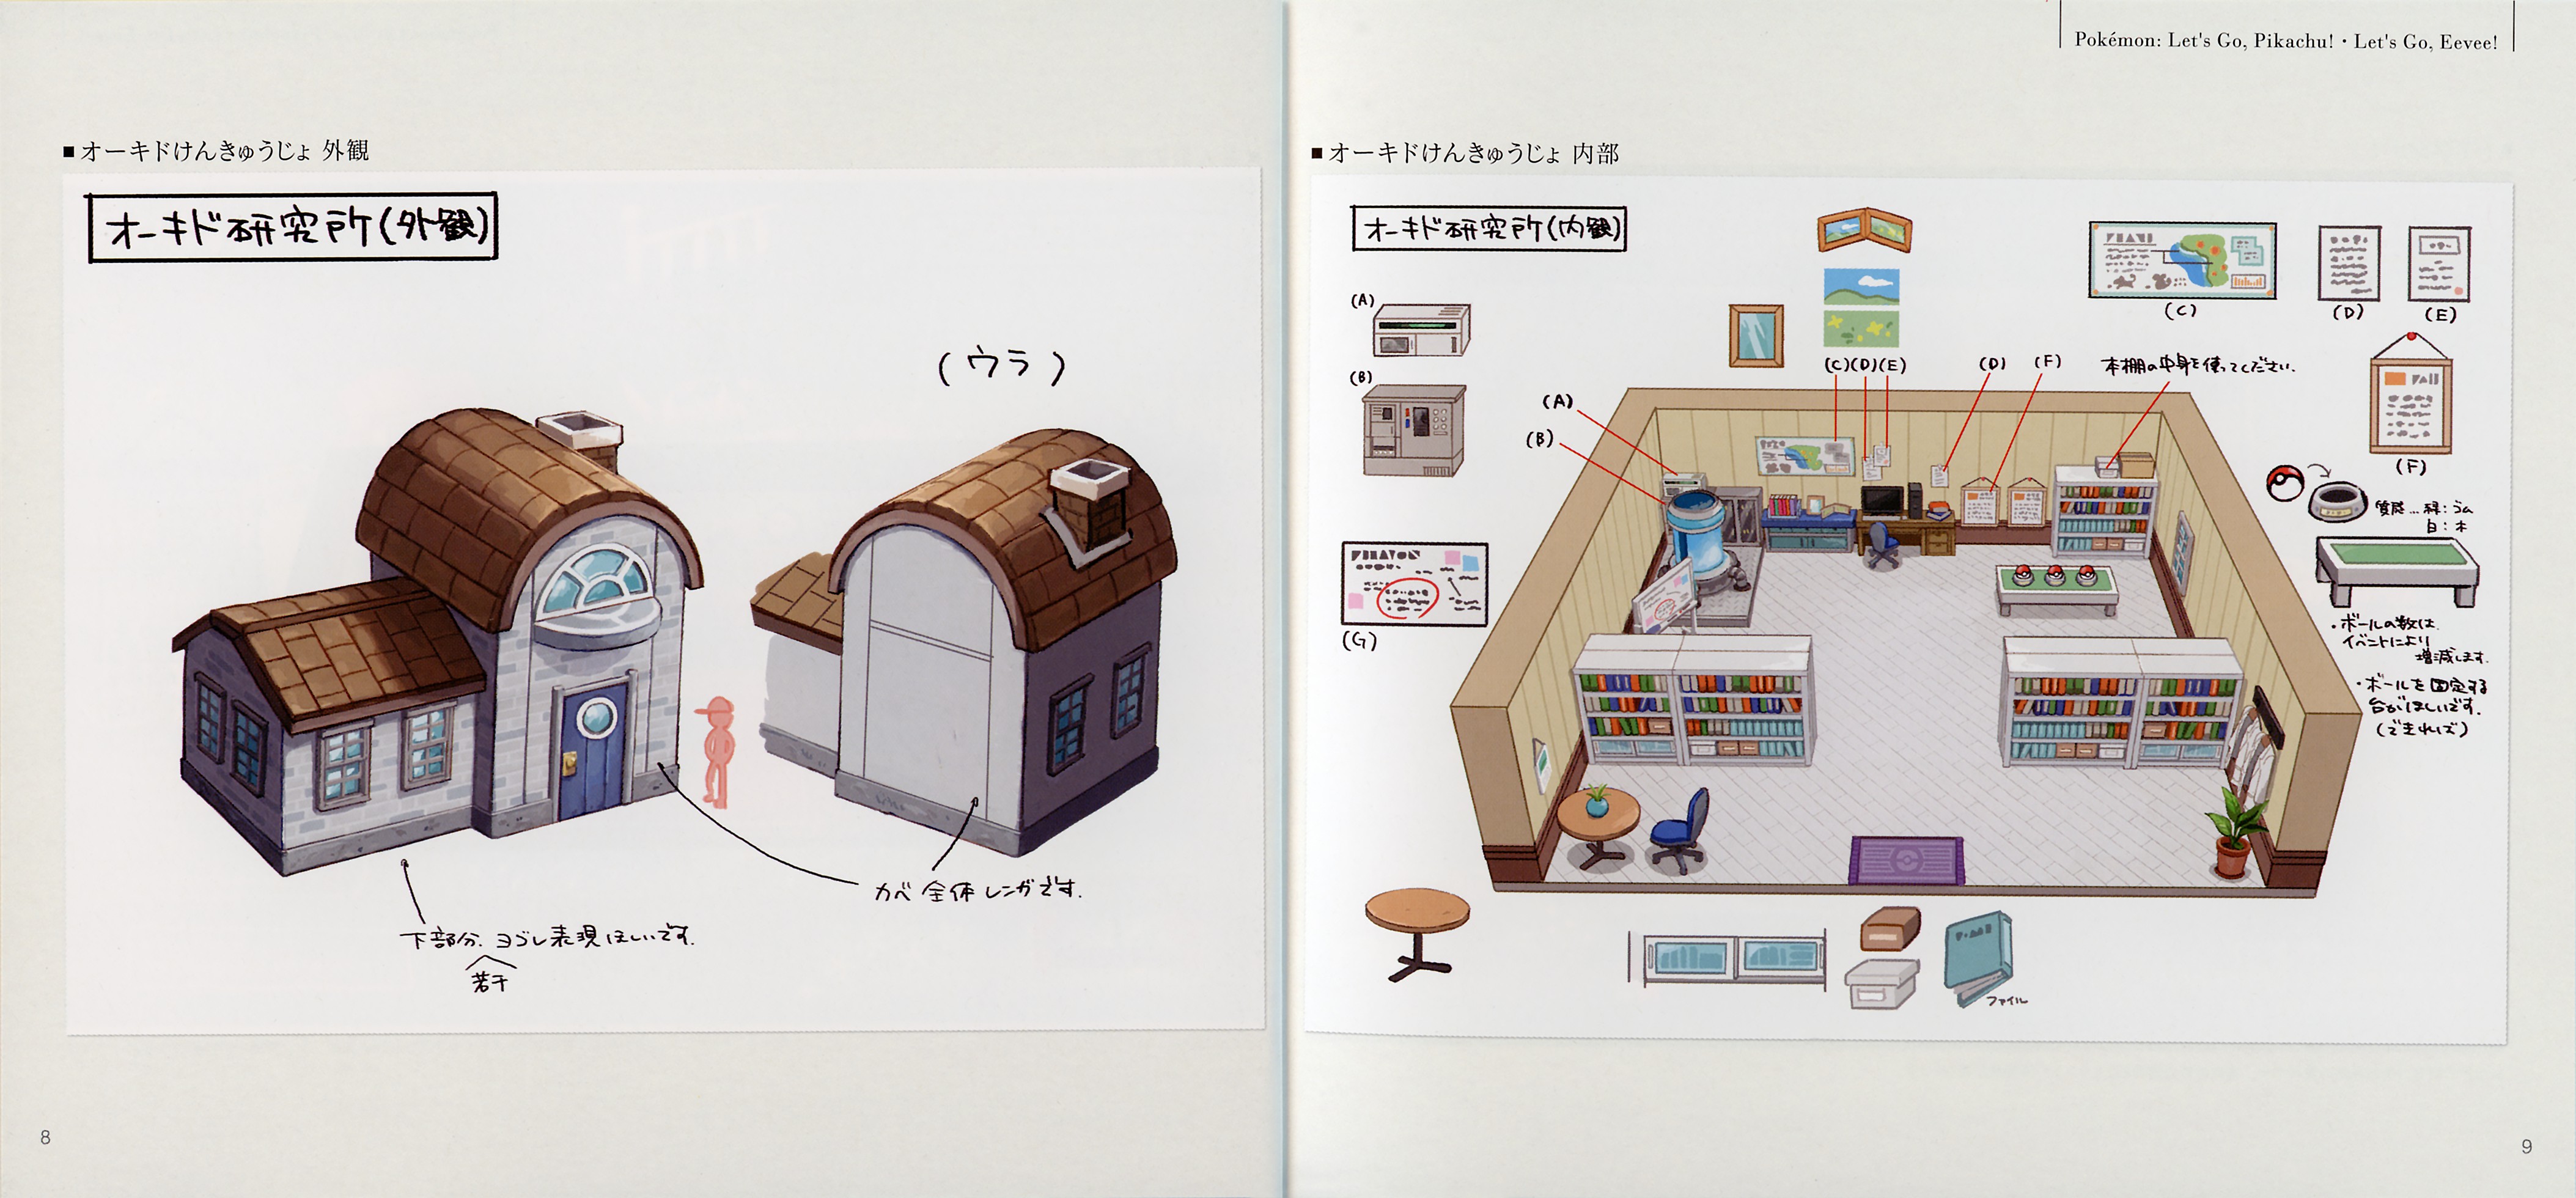 Pokémon: Let's Go, Pikachu!・Let's Go, Eevee!
■オーキドけんきゅうじょ 外観
オーキド研究所(外観)
(ウラ)
カベ全体レンガです.
下部分.ヨゴレ表現ほしいです.
若干
8
■オーキドけんきゅうじょ 内部
オーキド研究所(内観)
(A)
(B)
(G)
(C)
(D)
(E)
(F)
(C)(D)(E)
(D)
(F)
(A)
(B)
本棚の中身を使ってください.
質感…緑:ラム
白:木
・ボールの数は
イベントにより
増減します.
・ボールを固定する
台がほしいです.
(できれば)
ファイル
9